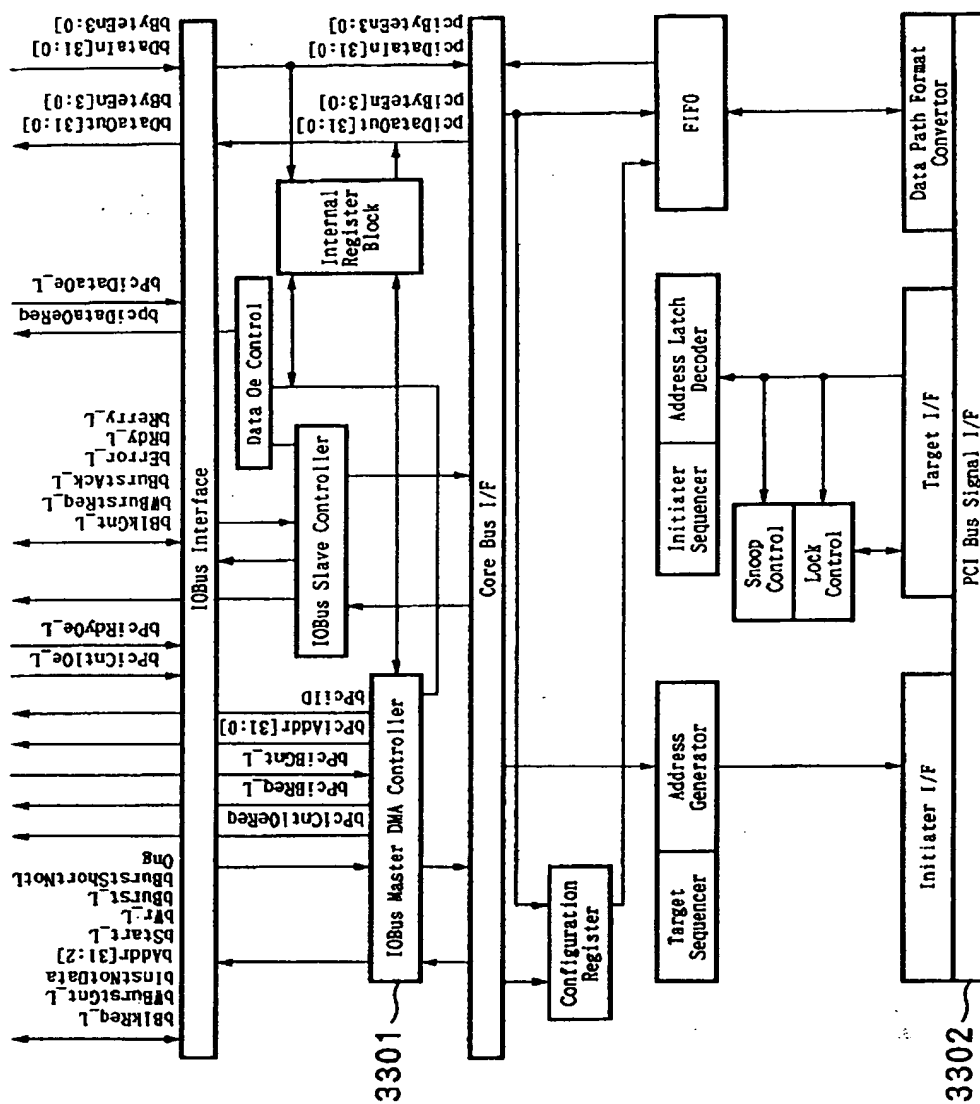 bBlkReq_L
bWBurstGnt_L
bInstNotData
bAddr[31:2]
bStart_L
bWr_L
bBurst_L
bBurstShortNotL
Ong
bPciCntlOe_L
bPciRdyOe_L
bBlkGnt_L
bWBurstReq_L
bBurstAck_L
bError_L
bRdy_L
bRerry_L
bpciDataOeReq
bPciDataOe_L
bDataOut[31:0]
bByteEn[3:0]
bDataIn[31:0]
bByteEn3:0]
IOBus Interface
bPciCntlOeReq
bPciBReq_L
bPciBGnt_L
bPciAddr[31:0]
bPciID
Data Oe Control
Internal
Register
Block
pciDataOut[31:0]
pciByteEn[3:0]
pciDataIn[31:0]
pciByteEn3:0]
IOBus Slave Controller
3301
IOBus Master DMA Controller
Core Bus I/F
Configuration
Register
Target
Sequencer
Address
Generator
Initiater
Sequencer
Address Latch
Decoder
FIFO
Snoop
Control
Lock
Control
Initiater I/F
Target I/F
Data Path Format
Convertor
3302
PCI Bus Signal I/F